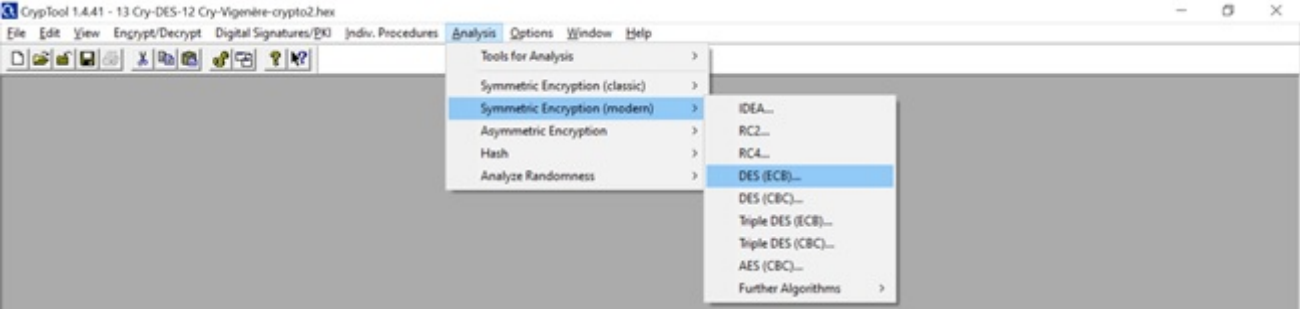 CrypTool 1.4.41 - 13 Cry-DES-12 Cry-Vigenère-crypto2.hex
File Edit View Encrypt/Decrypt Digital Signatures/PKI Indiv. Procedures Analysis Options Window Help
Tools for Analysis
Symmetric Encryption (classic)
Symmetric Encryption (modern)
Asymmetric Encryption
Hash
Analyze Randomness
IDEA...
RC2...
RC4...
DES (ECB)...
DES (CBC)...
Triple DES (ECB)...
Triple DES (CBC)...
AES (CBC)...
Further Algorithms